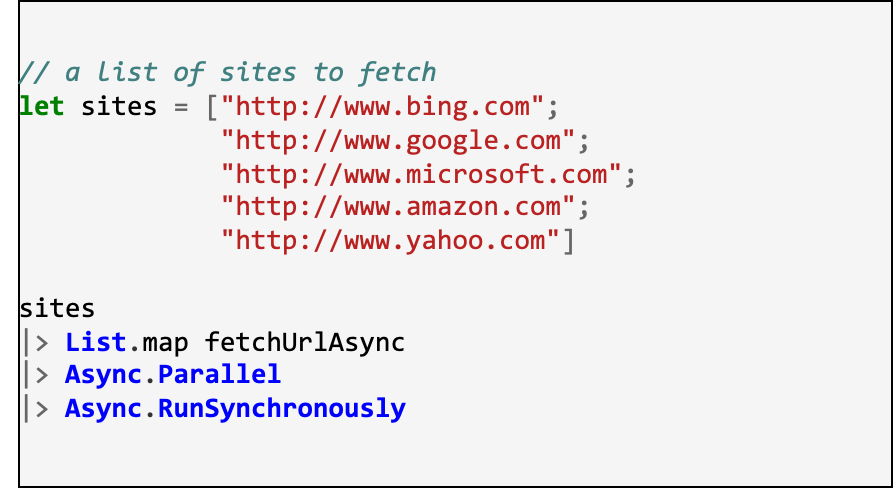 // a list of sites to fetch
let sites = ["http://www.bing.com";
             "http://www.google.com";
             "http://www.microsoft.com";
             "http://www.amazon.com";
             "http://www.yahoo.com"]

sites
|> List.map fetchUrlAsync
|> Async.Parallel
|> Async.RunSynchronously